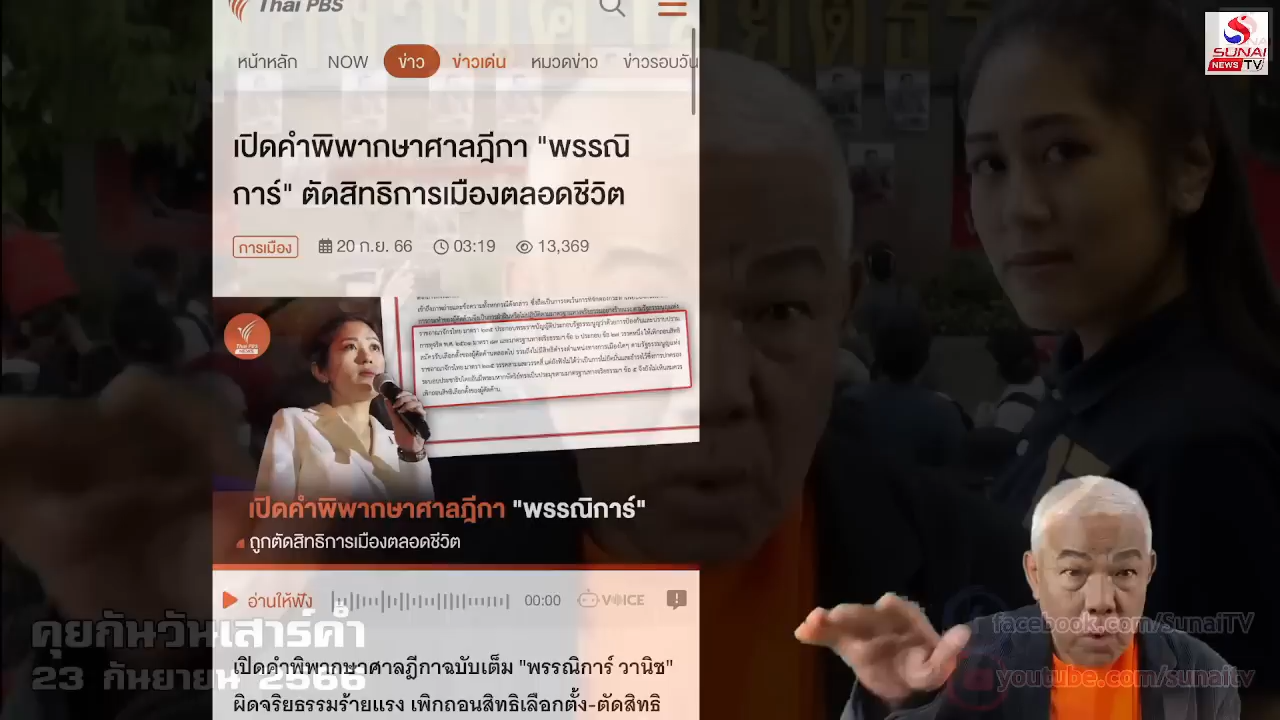 Thai PBS
หน้าหลัก NOW ข่าว ข่าวเด่น หมวดข่าว ข่าวรอบวัน
SUNAI
NEWS TV
เปิดคำพิพากษาศาลฎีกา "พรรณิ
การ์" ตัดสิทธิการเมืองตลอดชีวิต
การเมือง 20 ก.ย. 66 03:19 13,369
Thai PBS
NEWS
เปิดคำพิพากษาศาลฎีกา "พรรณิการ์"
ถูกตัดสิทธิการเมืองตลอดชีวิต
อ่านให้ฟัง 00:00 VOICE
คุยกันวันเสาร์ค่ำ
23 กันยายน 2566
facebook.com/SunaiTV
youtube.com/sunaitv
เปิดคำพิพากษาศาลฎีกาฉบับเต็ม "พรรณิการ์ วานิช"
ผิดจริยธรรมร้ายแรง เพิกถอนสิทธิเลือกตั้ง-ตัดสิทธิ